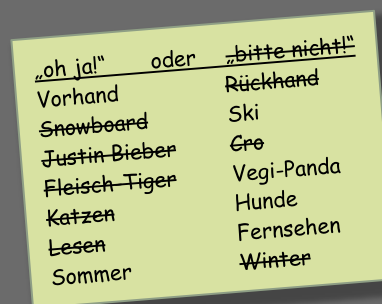 „oh ja!“ oder „bitte nicht!“
Vorhand Rückhand
Snowboard Ski
Justin Bieber Cro
Fleisch-Tiger Vegi-Panda
Katzen Hunde
Lesen Fernsehen
Sommer Winter